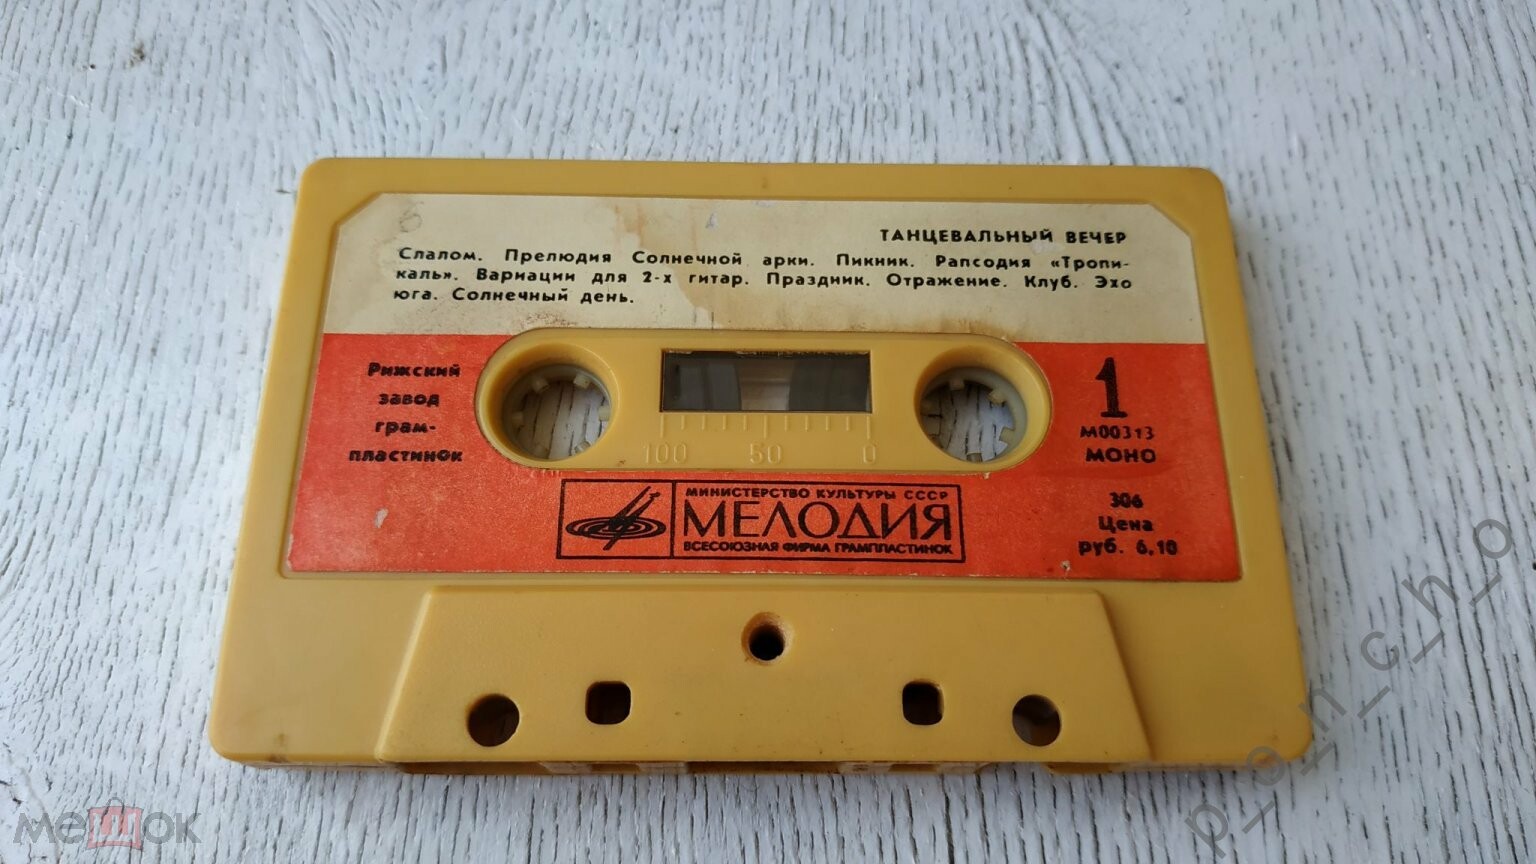 ТАНЦЕВАЛЬНЫЙ ВЕЧЕР
Слалом. Прелюдия Солнечной арки. Пикник. Рапсодия «Тропи-
каль». Вариации для 2-х гитар. Праздник. Отражение. Клуб. Эхо
юга. Солнечный день.
Рижский
завод
грам-
пластинок
100 50 0
1
М00313
МОНО
МИНИСТЕРСТВО КУЛЬТУРЫ СССР
МЕЛОДИЯ
ВСЕСОЮЗНАЯ ФИРМА ГРАМПЛАСТИНОК
306
Цена
руб. 6,10
мешок
p_a_n_c_h_o